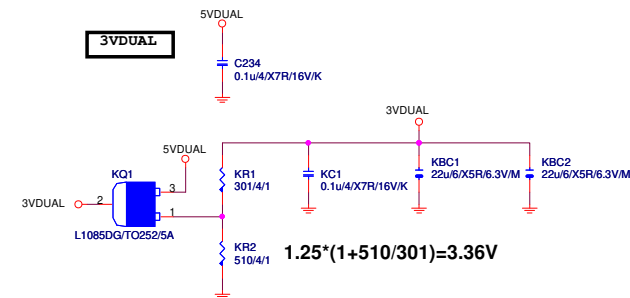 5VDUAL
3VDUAL
C234
0.1u/4/X7R/16V/K
3VDUAL
5VDUAL
KQ1
KR1
301/4/1
KC1
0.1u/4/X7R/16V/K
KBC1
22u/6/X5R/6.3V/M
KBC2
22u/6/X5R/6.3V/M
3
3VDUAL
2
1
L1085DG/TO252/5A
KR2
510/4/1
1.25*(1+510/301)=3.36V